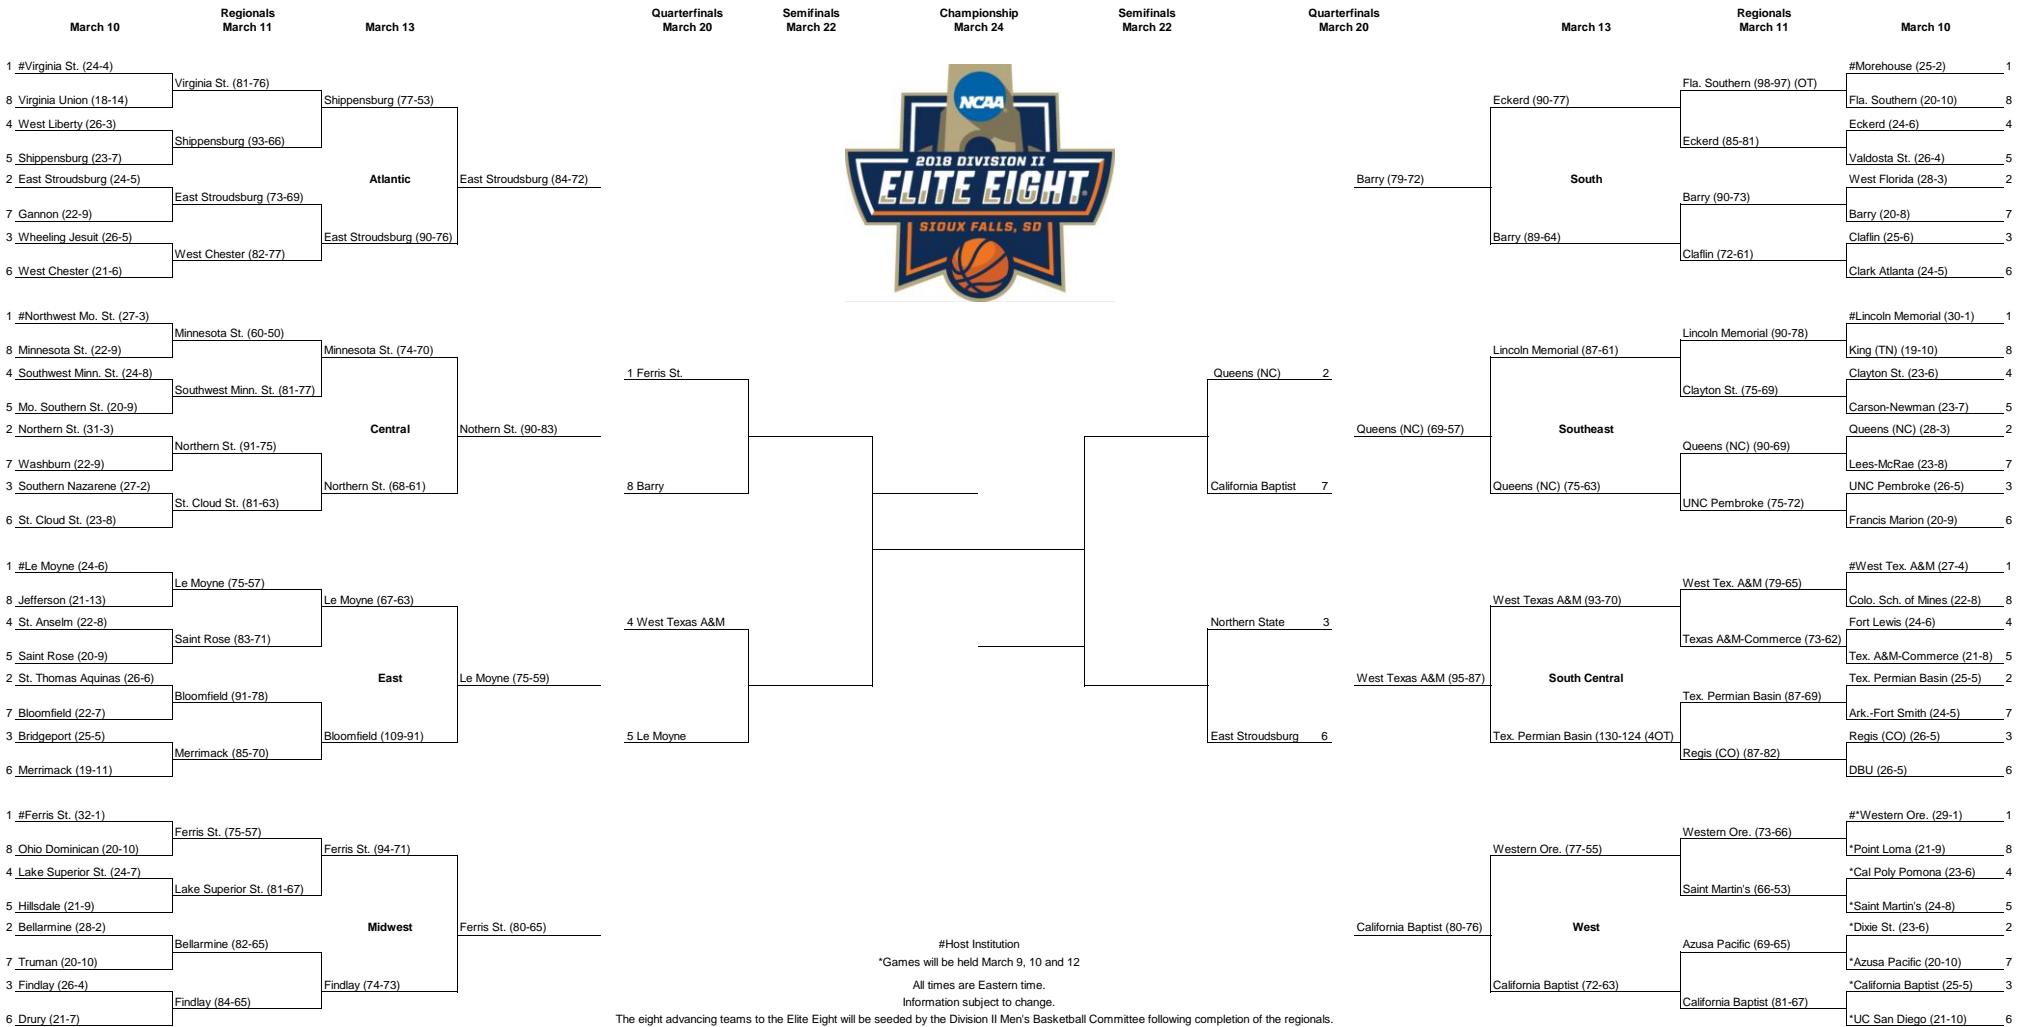 Regionals Quarterfinals Semifinals Championship Semifinals Quarterfinals Regionals
March 10 March 11 March 13 March 20 March 22 March 24 March 22 March 20 March 13 March 11 March 10
1 #Virginia St. (24-4)
Virginia St. (81-76)
8 Virginia Union (18-14)
Shippensburg (77-53)
4 West Liberty (26-3)
Shippensburg (93-66)
5 Shippensburg (23-7)
Atlantic
East Stroudsburg (84-72)
2 East Stroudsburg (24-5)
East Stroudsburg (73-69)
7 Gannon (22-9)
East Stroudsburg (90-76)
3 Wheeling Jesuit (26-5)
West Chester (82-77)
6 West Chester (21-6)
1 #Northwest Mo. St. (27-3)
Minnesota St. (60-50)
8 Minnesota St. (22-9)
Minnesota St. (74-70)
4 Southwest Minn. St. (24-8)
Southwest Minn. St. (81-77)
5 Mo. Southern St. (20-9)
Central
Nothern St. (90-83)
2 Northern St. (31-3)
Northern St. (91-75)
7 Washburn (22-9)
Northern St. (68-61)
3 Southern Nazarene (27-2)
St. Cloud St. (81-63)
6 St. Cloud St. (23-8)
1 #Le Moyne (24-6)
Le Moyne (75-57)
8 Jefferson (21-13)
Le Moyne (67-63)
4 St. Anselm (22-8)
Saint Rose (83-71)
5 Saint Rose (20-9)
East
Le Moyne (75-59)
2 St. Thomas Aquinas (26-6)
Bloomfield (91-78)
7 Bloomfield (22-7)
Bloomfield (109-91)
3 Bridgeport (25-5)
Merrimack (85-70)
6 Merrimack (19-11)
1 #Ferris St. (32-1)
Ferris St. (75-57)
8 Ohio Dominican (20-10)
Ferris St. (94-71)
4 Lake Superior St. (24-7)
Lake Superior St. (81-67)
5 Hillsdale (21-9)
Midwest
Ferris St. (80-65)
2 Bellarmine (28-2)
Bellarmine (82-65)
7 Truman (20-10)
Findlay (74-73)
3 Findlay (26-4)
Findlay (84-65)
6 Drury (21-7)
NCAA
2018 DIVISION II
ELITE EIGHT
SIOUX FALLS, SD
1 Ferris St.
8 Barry
4 West Texas A&M
5 Le Moyne
Queens (NC) 2
California Baptist 7
Northern State 3
East Stroudsburg 6
#Morehouse (25-2) 1
Fla. Southern (98-97) (OT)
Fla. Southern (20-10) 8
Eckerd (90-77)
Eckerd (24-6) 4
Eckerd (85-81)
Valdosta St. (26-4) 5
South
Barry (79-72)
West Florida (28-3) 2
Barry (90-73)
Barry (20-8) 7
Barry (89-64)
Claflin (25-6) 3
Claflin (72-61)
Clark Atlanta (24-5) 6
#Lincoln Memorial (30-1) 1
Lincoln Memorial (90-78)
King (TN) (19-10) 8
Lincoln Memorial (87-61)
Clayton St. (23-6) 4
Clayton St. (75-69)
Carson-Newman (23-7) 5
Southeast
Queens (NC) (69-57)
Queens (NC) (28-3) 2
Queens (NC) (90-69)
Lees-McRae (23-8) 7
Queens (NC) (75-63)
UNC Pembroke (26-5) 3
UNC Pembroke (75-72)
Francis Marion (20-9) 6
#West Tex. A&M (27-4) 1
West Tex. A&M (79-65)
Colo. Sch. of Mines (22-8) 8
West Texas A&M (93-70)
Fort Lewis (24-6) 4
Texas A&M-Commerce (73-62)
Tex. A&M-Commerce (21-8) 5
South Central
West Texas A&M (95-87)
Tex. Permian Basin (25-5) 2
Tex. Permian Basin (87-69)
Ark.-Fort Smith (24-5) 7
Tex. Permian Basin (130-124 (4OT)
Regis (CO) (26-5) 3
Regis (CO) (87-82)
DBU (26-5) 6
#*Western Ore. (29-1) 1
Western Ore. (73-66)
*Point Loma (21-9) 8
Western Ore. (77-55)
*Cal Poly Pomona (23-6) 4
Saint Martin's (66-53)
*Saint Martin's (24-8) 5
West
California Baptist (80-76)
*Dixie St. (23-6) 2
Azusa Pacific (69-65)
*Azusa Pacific (20-10) 7
California Baptist (72-63)
*California Baptist (25-5) 3
California Baptist (81-67)
*UC San Diego (21-10) 6
#Host Institution
*Games will be held March 9, 10 and 12
All times are Eastern time.
Information subject to change.
The eight advancing teams to the Elite Eight will be seeded by the Division II Men's Basketball Committee following completion of the regionals.